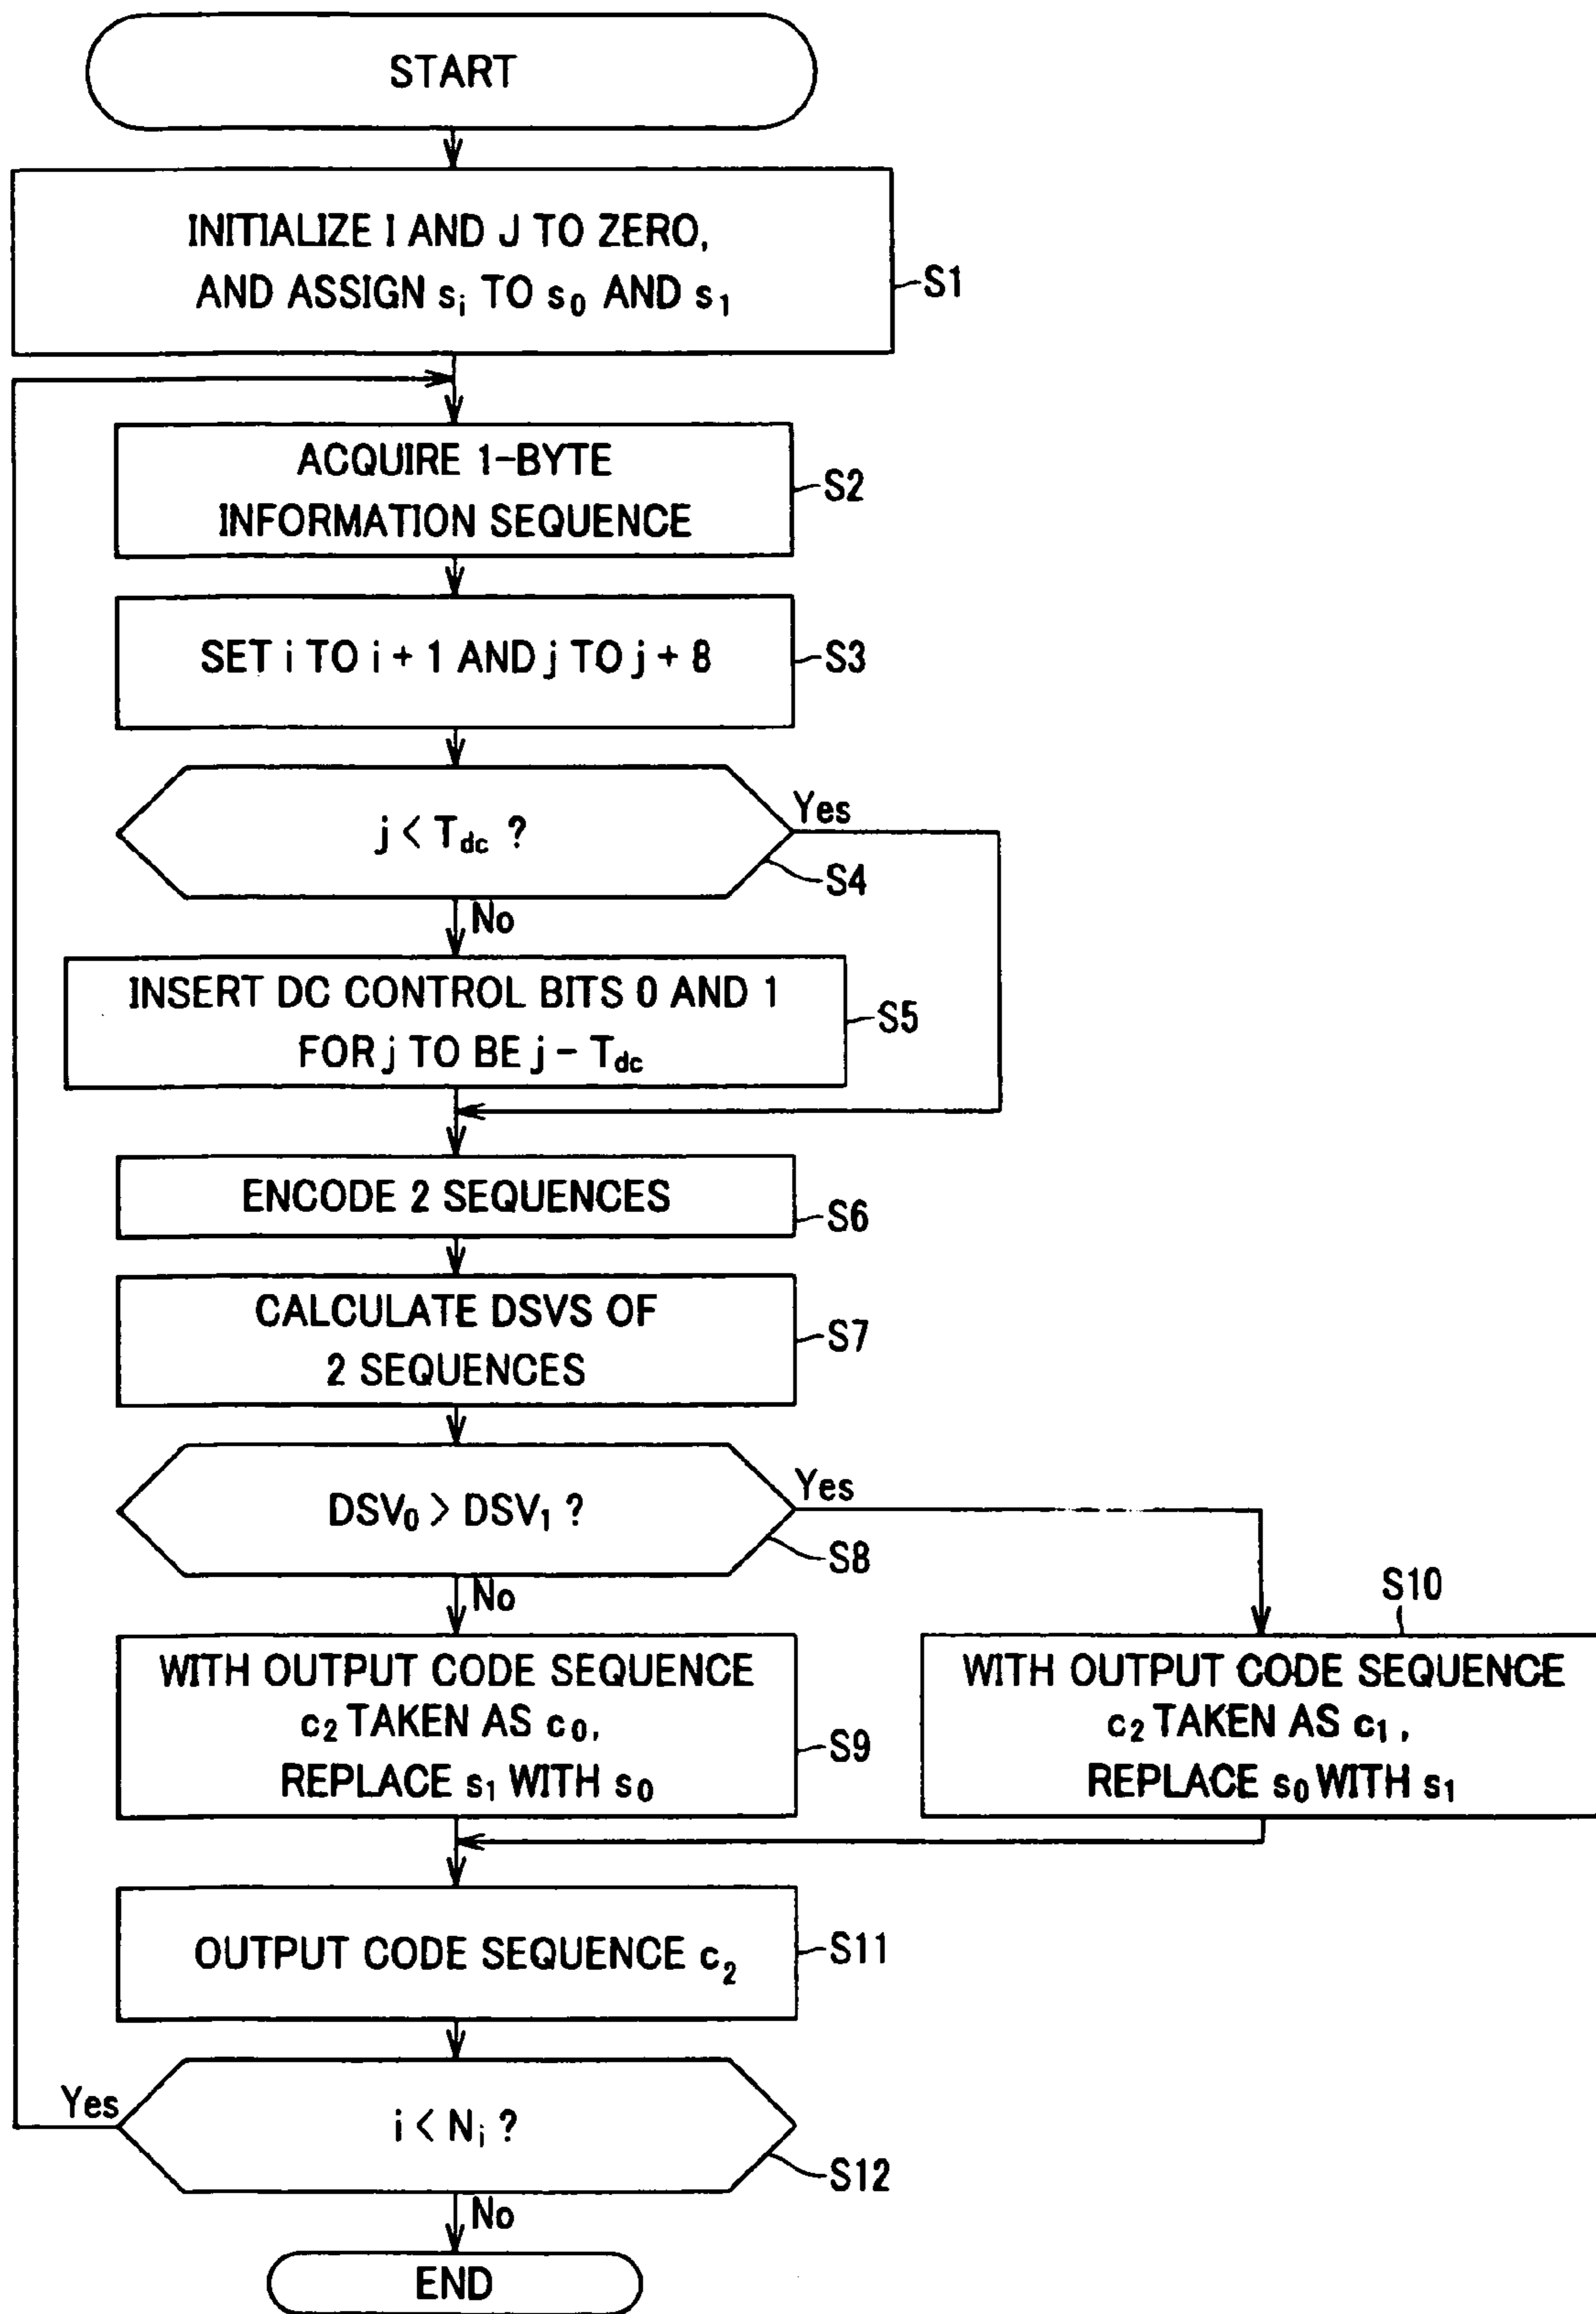 START
INITIALIZE I AND J TO ZERO,
AND ASSIGN sᵢ TO s₀ AND s₁
S1
ACQUIRE 1-BYTE
INFORMATION SEQUENCE
S2
SET i TO i + 1 AND j TO j + 8
S3
j < Tdc ?
Yes
S4
No
INSERT DC CONTROL BITS 0 AND 1
FOR j TO BE j - Tdc
S5
ENCODE 2 SEQUENCES
S6
CALCULATE DSVS OF
2 SEQUENCES
S7
DSV₀ > DSV₁ ?
Yes
S8
No
S10
WITH OUTPUT CODE SEQUENCE
c₂ TAKEN AS c₀,
REPLACE s₁ WITH s₀
S9
WITH OUTPUT CODE SEQUENCE
c₂ TAKEN AS c₁,
REPLACE s₀ WITH s₁
OUTPUT CODE SEQUENCE c₂
S11
Yes
i < Nᵢ ?
S12
No
END